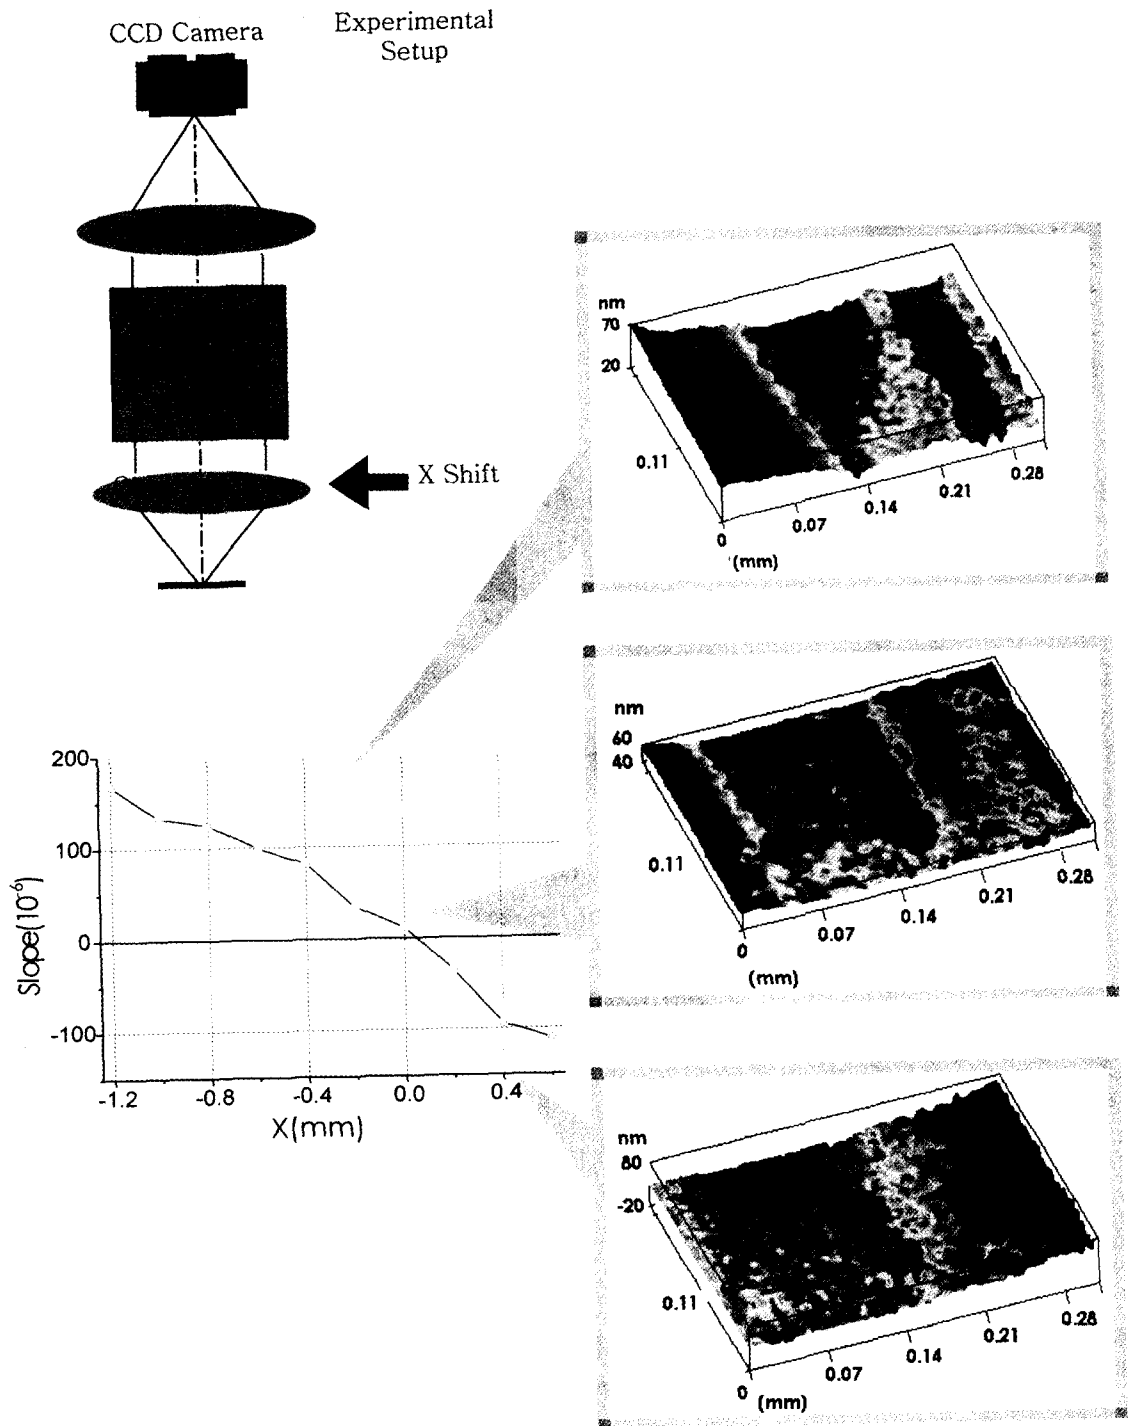 CCD Camera
Experimental
Setup
X Shift
nm
70
20
0.11
0
0.07
0.14
0.21
0.28
(mm)
nm
60
40
0.11
0
0.07
0.14
0.21
0.28
(mm)
200
100
0
-100
Slope(10⁻⁶)
-1.2
-0.8
-0.4
0.0
0.4
X(mm)
nm
80
-20
0.11
0
0.07
0.14
0.21
0.28
(mm)